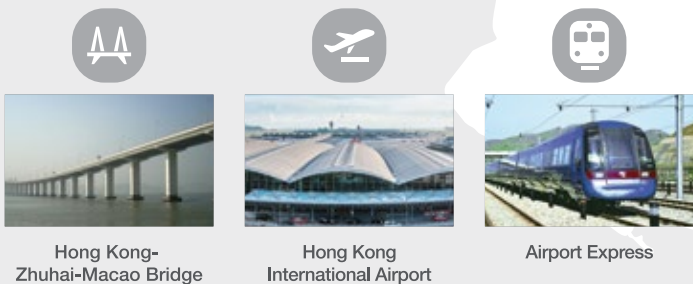 Hong Kong-
Zhuhai-Macao Bridge
Hong Kong
International Airport
Airport Express